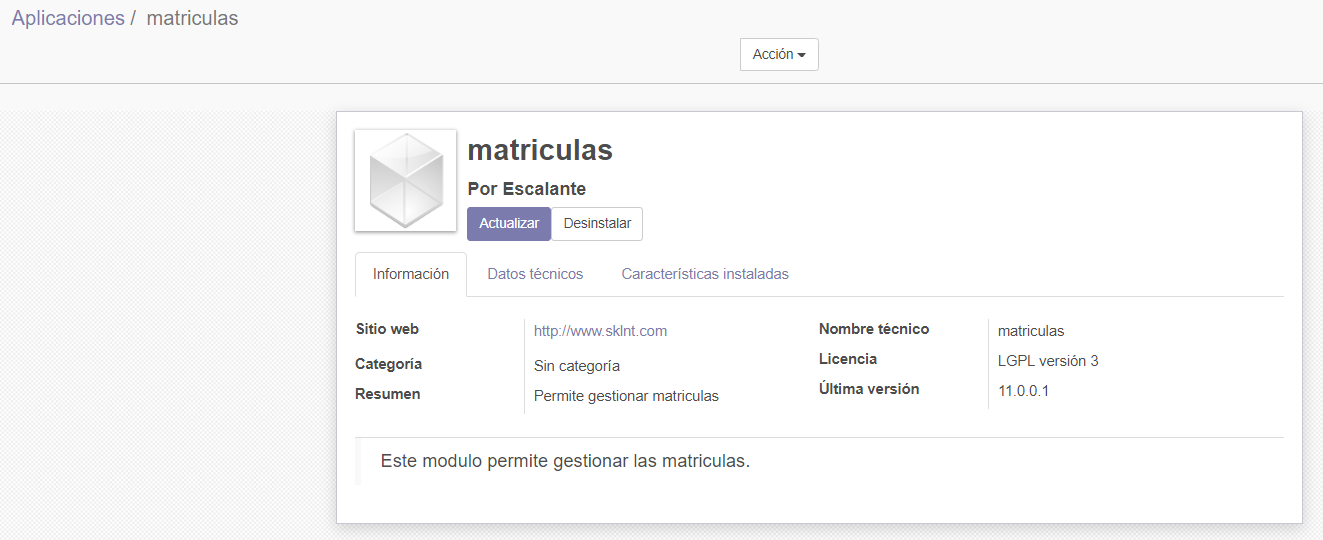 Aplicaciones / matriculas
Acción
matriculas
Por Escalante
Actualizar Desinstalar
Información Datos técnicos Características instaladas
Sitio web http://www.sklnt.com
Categoría Sin categoría
Resumen Permite gestionar matriculas
Nombre técnico matriculas
Licencia LGPL versión 3
Última versión 11.0.0.1
Este modulo permite gestionar las matriculas.